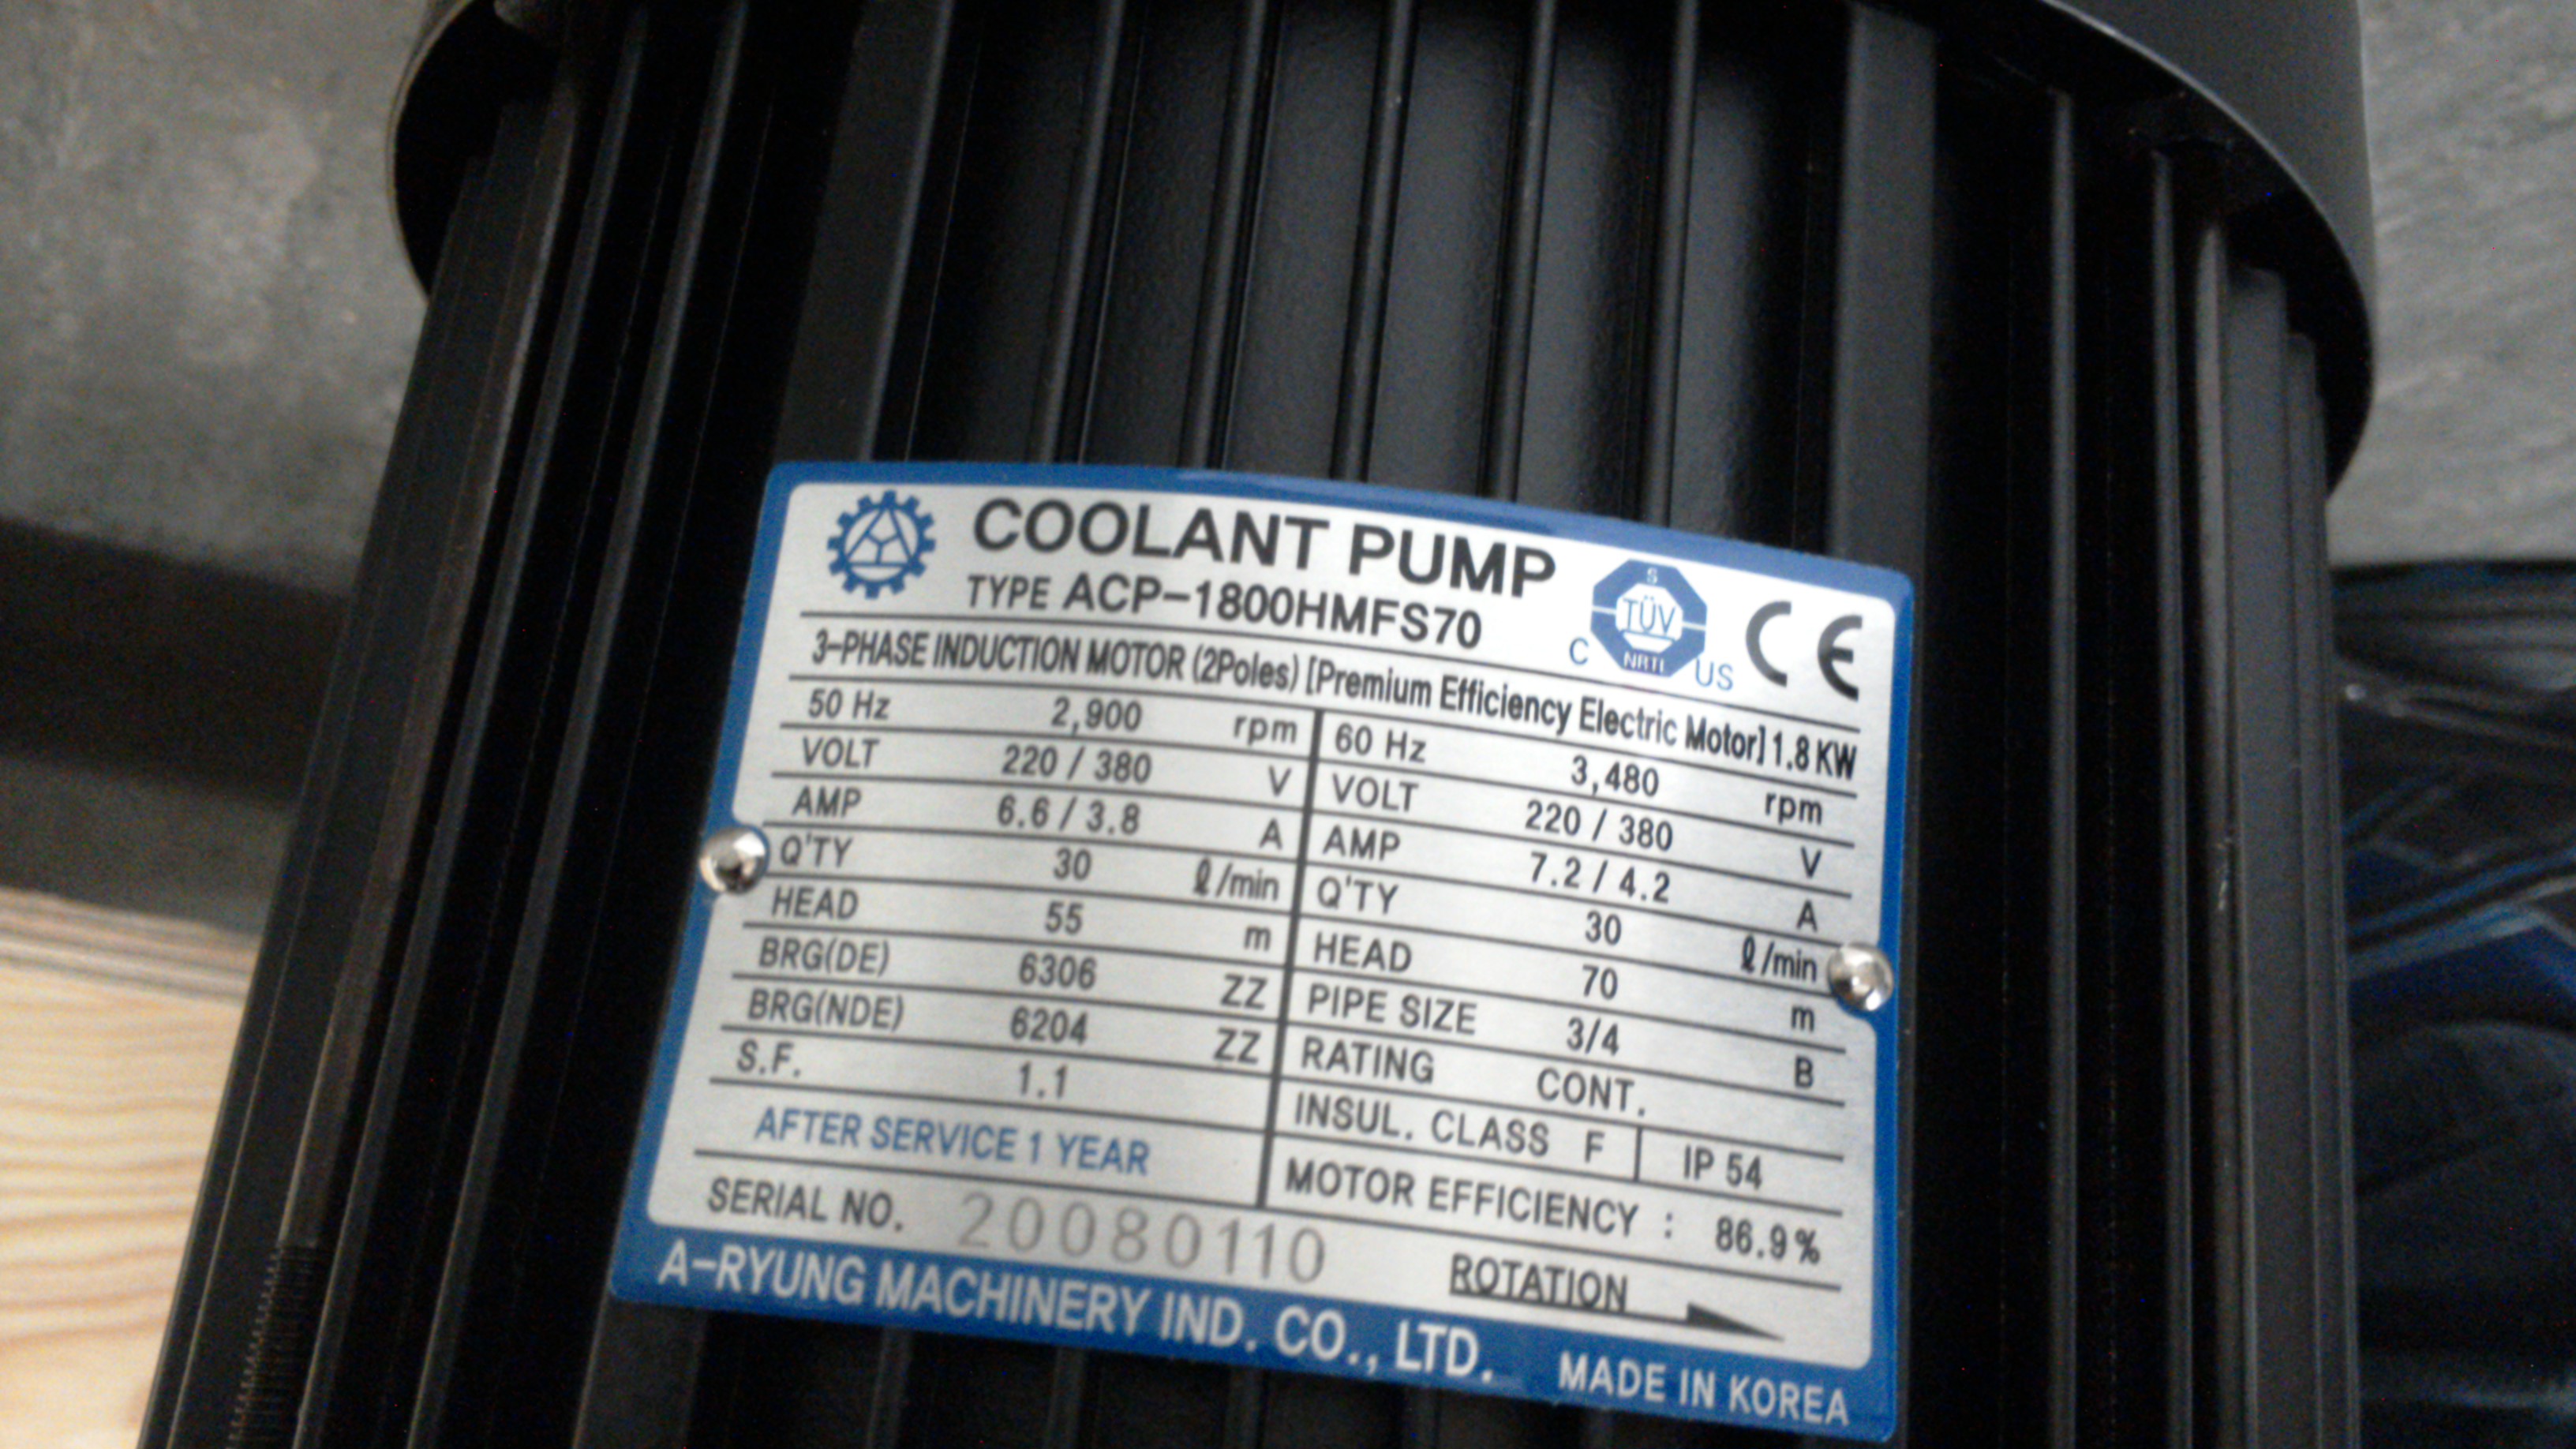 COOLANT PUMP
TYPE ACP-1800HMFS70
S
TÜV
NRTL
C US
CE
3-PHASE INDUCTION MOTOR (2Poles) [Premium Efficiency Electric Motor] 1.8 KW
50 Hz 2,900 rpm
VOLT 220 / 380 V
AMP 6.6 / 3.8 A
Q'TY 30 ℓ/min
HEAD 55 m
BRG(DE) 6306 ZZ
BRG(NDE) 6204 ZZ
S.F. 1.1
AFTER SERVICE 1 YEAR
60 Hz 3,480 rpm
VOLT 220 / 380 V
AMP 7.2 / 4.2 A
Q'TY 30 ℓ/min
HEAD 70 m
PIPE SIZE 3/4 B
RATING CONT.
INSUL. CLASS F IP 54
MOTOR EFFICIENCY : 86.9%
SERIAL NO. 20080110
ROTATION
A-RYUNG MACHINERY IND. CO., LTD.
MADE IN KOREA